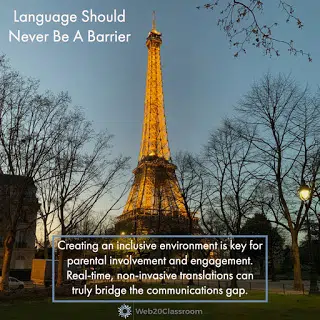 Language Should
Never Be A Barrier
Creating an inclusive environment is key for
parental involvement and engagement.
Real-time, non-invasive translations can
truly bridge the communications gap.
Web20Classroom